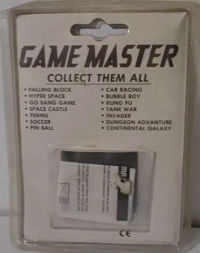 GAME MASTER
COLLECT THEM ALL
• FALLING BLOCK
• HYPER SPACE
• GO BANG GAME
• SPACE CASTLE
• TENNIS
• SOCCER
• PIN BALL
• CAR RACING
• BUBBLE BOY
• KUNG FU
• TANK WAR
• INVADER
• DUNGEON ADVANTURE
• CONTINENTAL GALAXY
CE